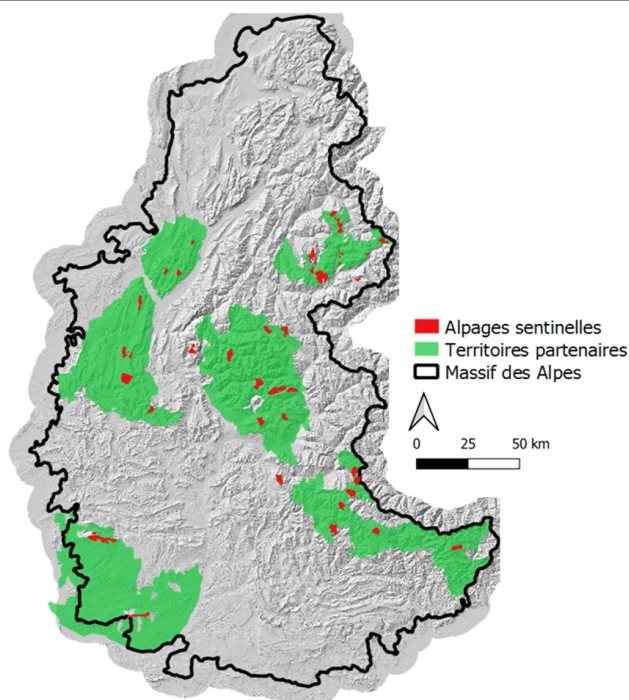 Alpages sentinelles
Territoires partenaires
Massif des Alpes
0 25 50 km